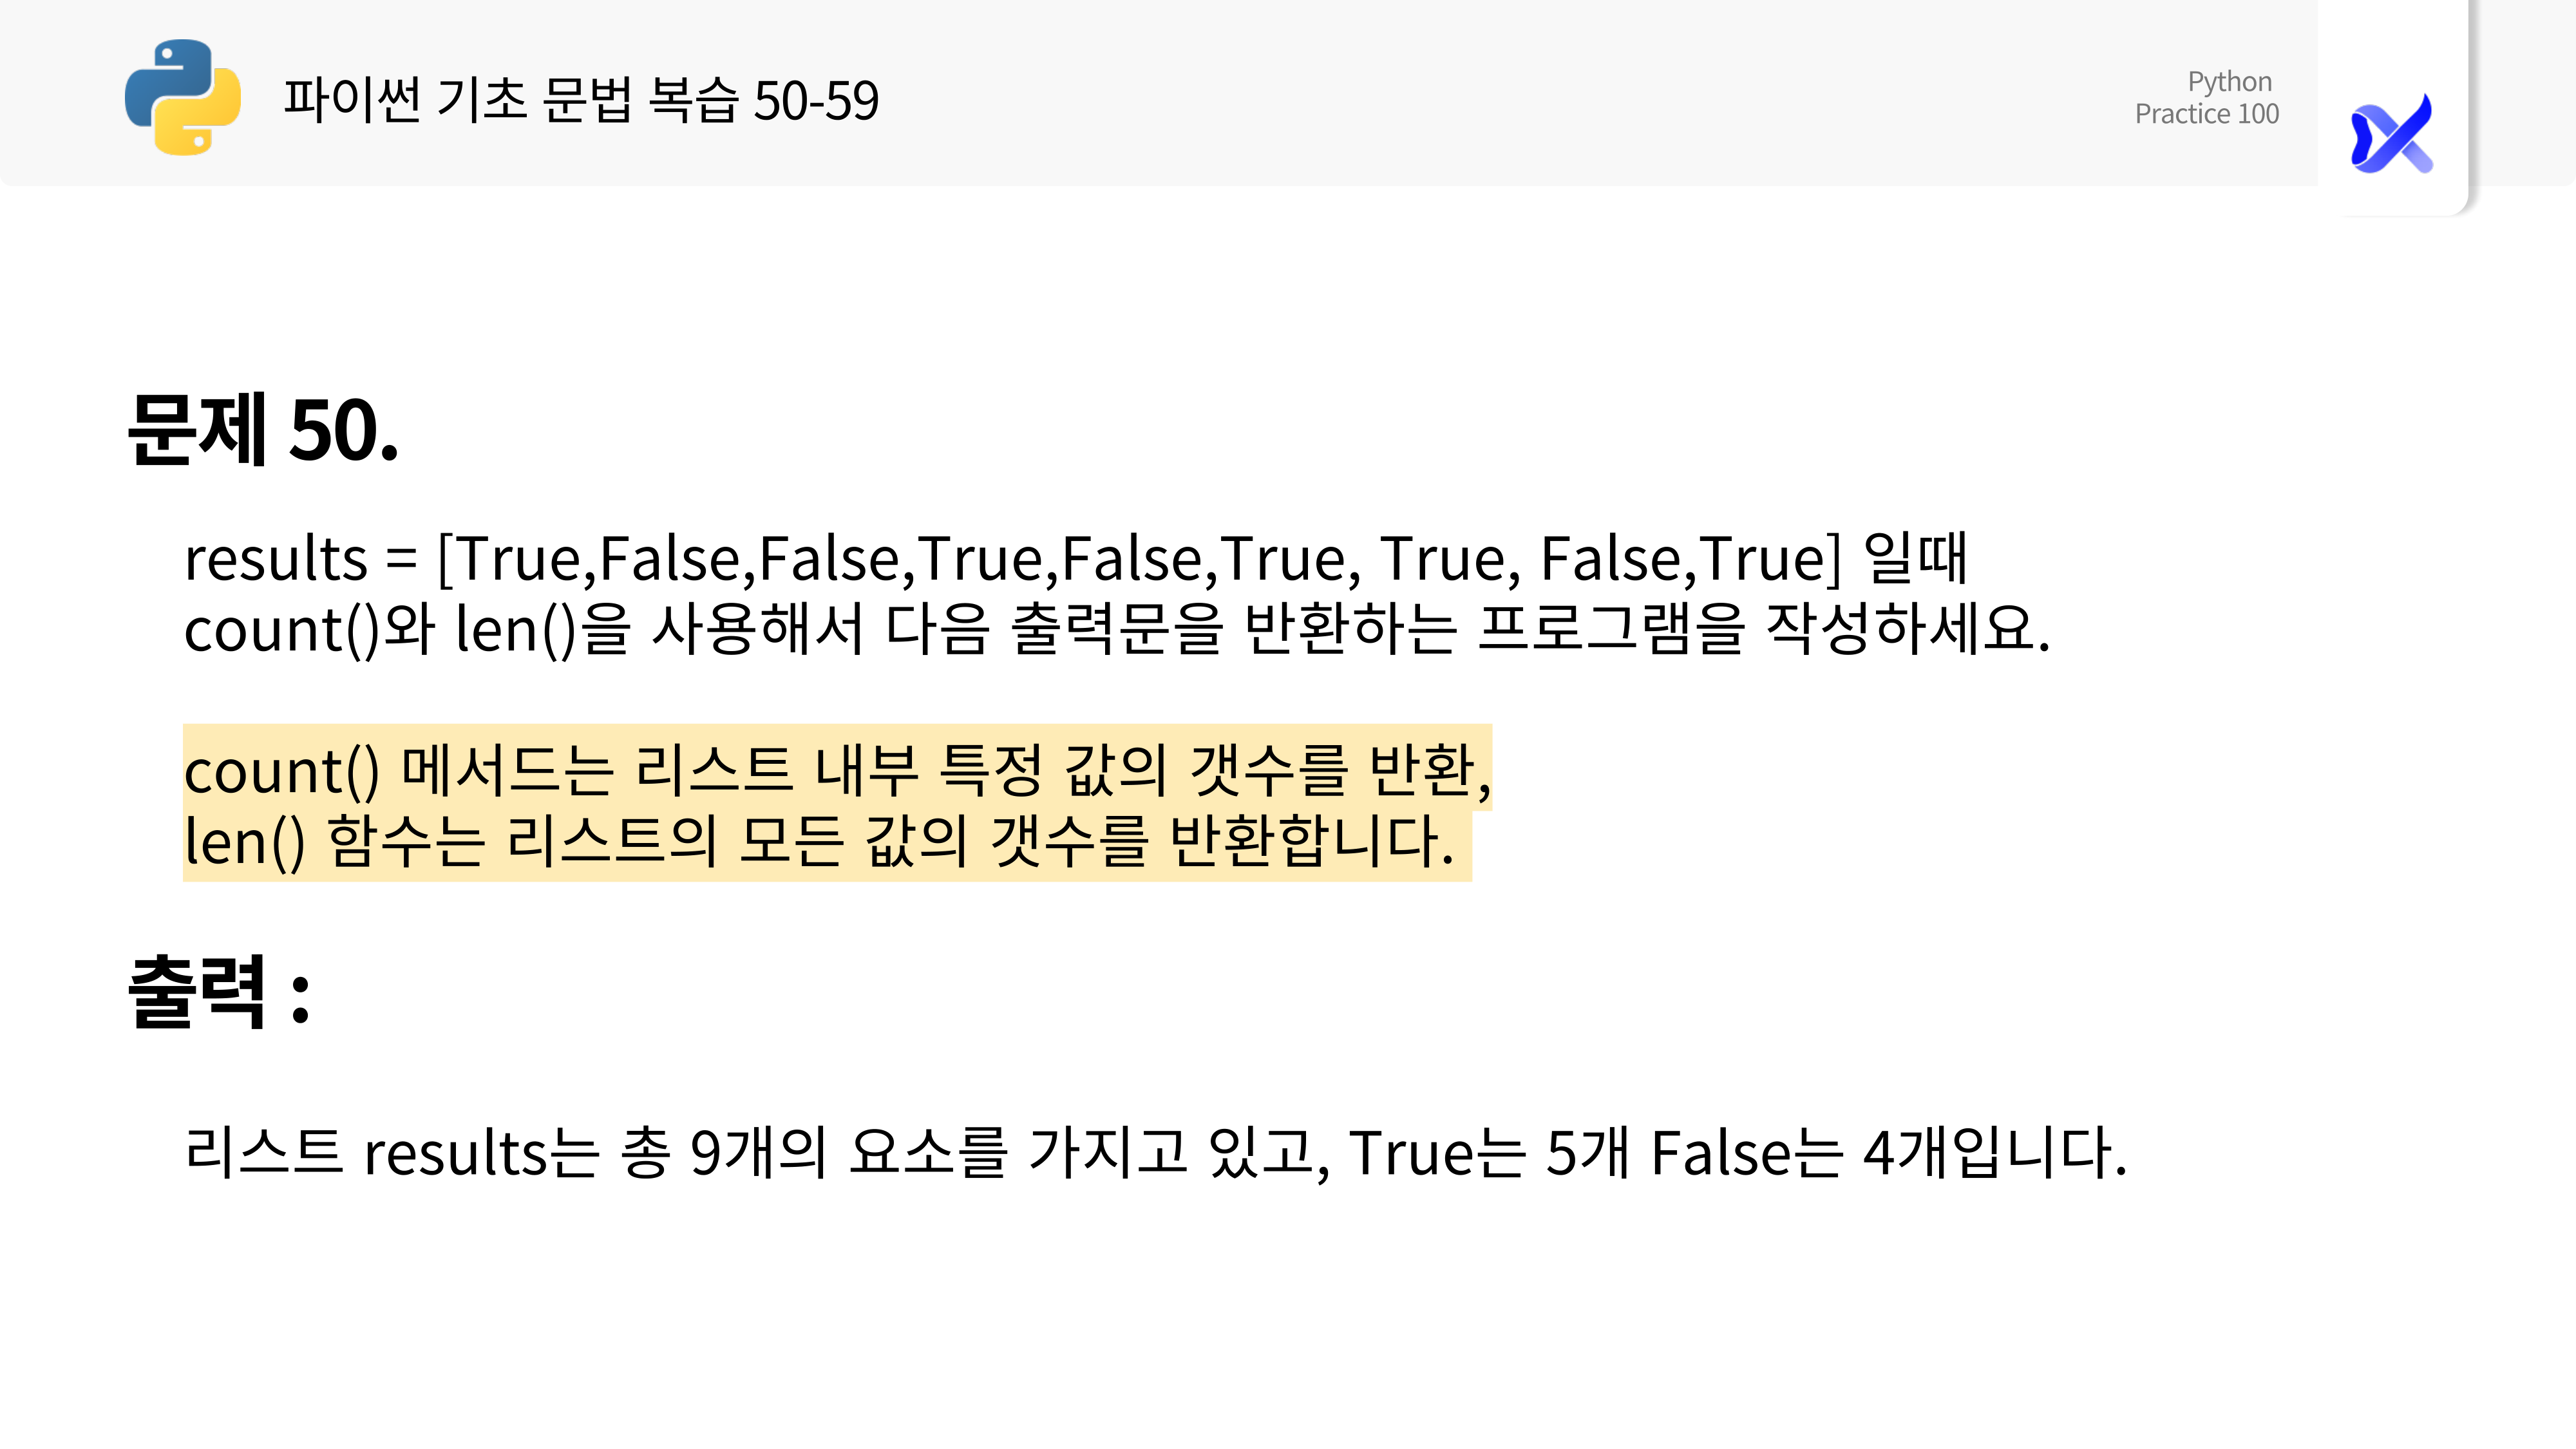 파이썬 기초 문법 복습 50-59
Python
Practice 100
문제 50.
results = [True,False,False,True,False,True, True, False,True] 일때
count()와 len()을 사용해서 다음 출력문을 반환하는 프로그램을 작성하세요.
count() 메서드는 리스트 내부 특정 값의 갯수를 반환,
len() 함수는 리스트의 모든 값의 갯수를 반환합니다.
출력 :
리스트 results는 총 9개의 요소를 가지고 있고, True는 5개 False는 4개입니다.